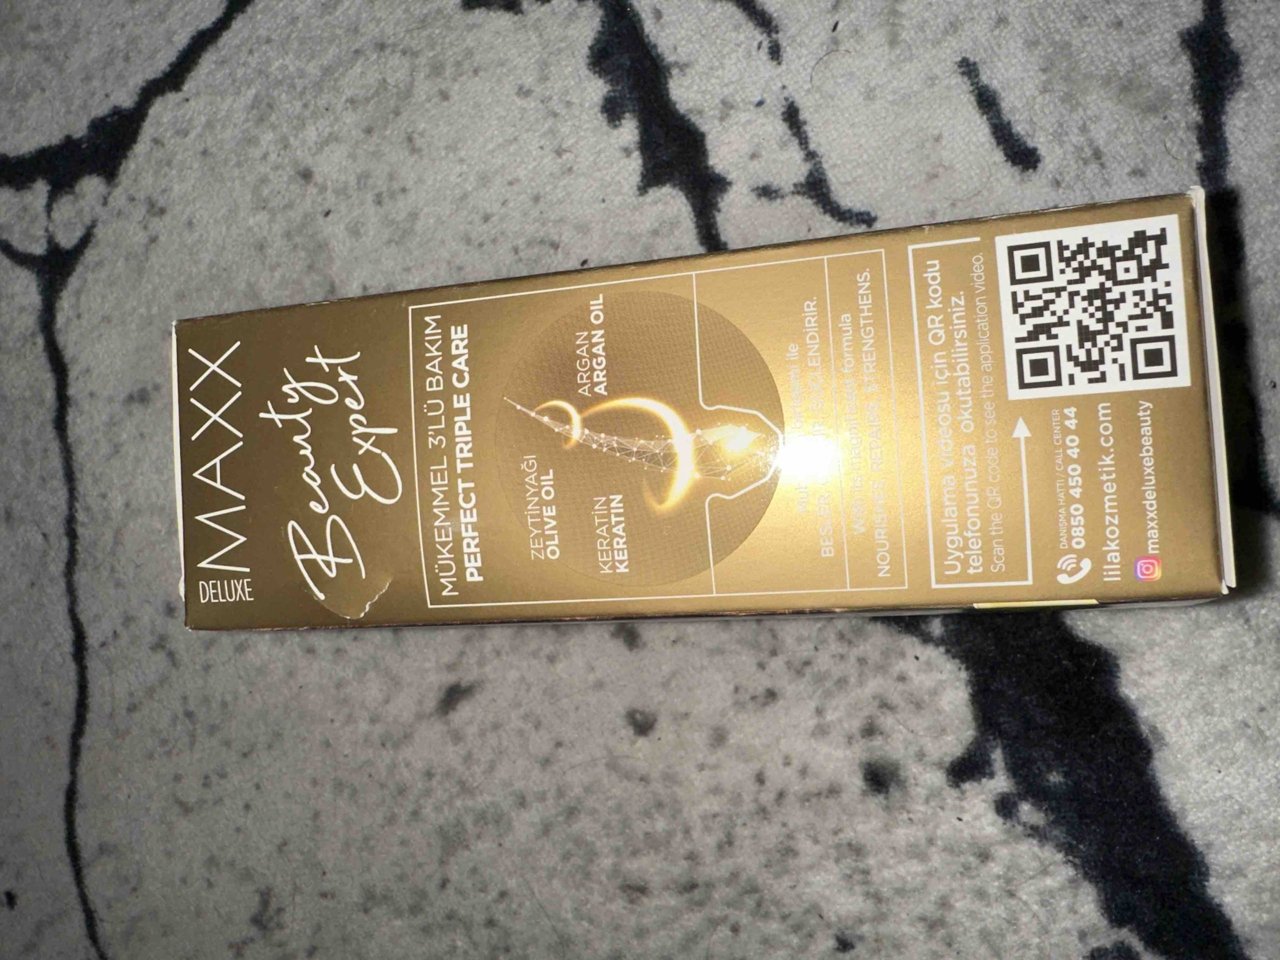 MAXX
DELUXE
Beauty
Expert
MÜKEMMEL 3'LÜ BAKIM
PERFECT TRIPLE CARE
ZEYTİNYAĞI
OLIVE OIL
ARGAN
ARGAN OIL
KERATİN
KERATIN
ile
formula
NOURISHES, REPAIRS, STRENGTHENS.
Uygulama videosu için QR kodu
telefonunuza okutabilirsiniz.
Scan the QR code to see the application video.
DANIŞMA HATTI / CALL CENTER
0850 450 40 44
lilakozmetik.com
maxxdeluxebeauty